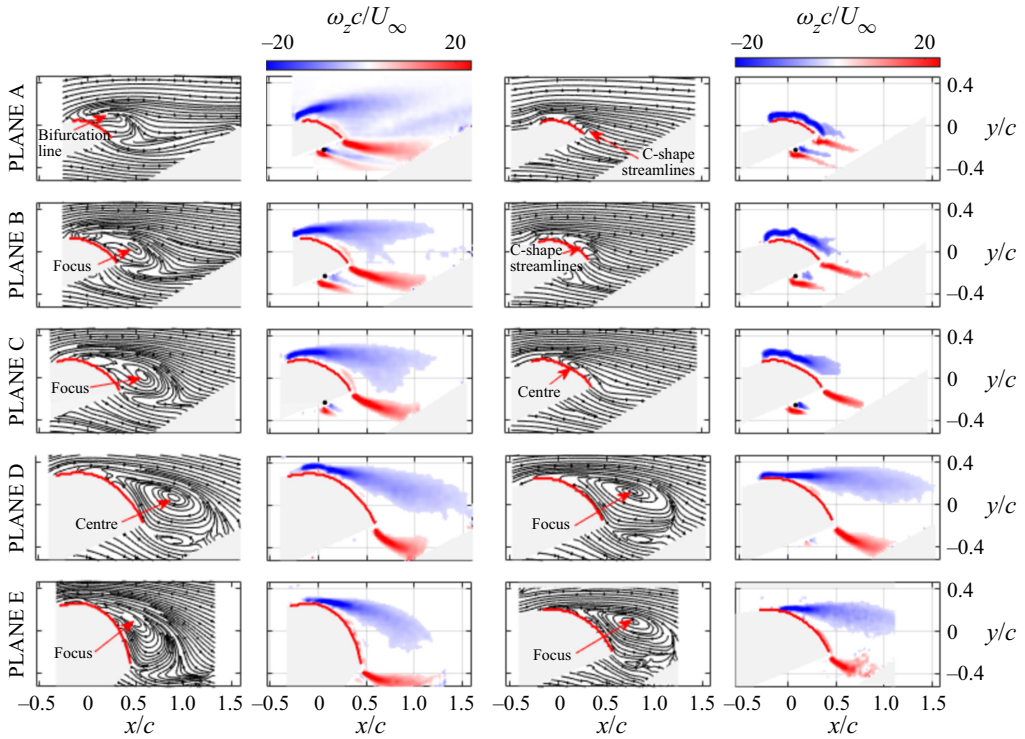 ω_z c/U_∞ ω_z c/U_∞
–20 20 –20 20
PLANE A
Bifurcation
line
C-shape
streamlines
0.4
0
–0.4
y/c
PLANE B
Focus
C-shape
streamlines
0.4
0
–0.4
y/c
PLANE C
Focus
Centre
0.4
0
–0.4
y/c
PLANE D
Centre
Focus
0.4
0
–0.4
y/c
PLANE E
Focus
Focus
0.4
0
–0.4
y/c
–0.5 0 0.5 1.0 1.5 –0.5 0 0.5 1.0 1.5 –0.5 0 0.5 1.0 1.5 –0.5 0 0.5 1.0 1.5
x/c x/c x/c x/c